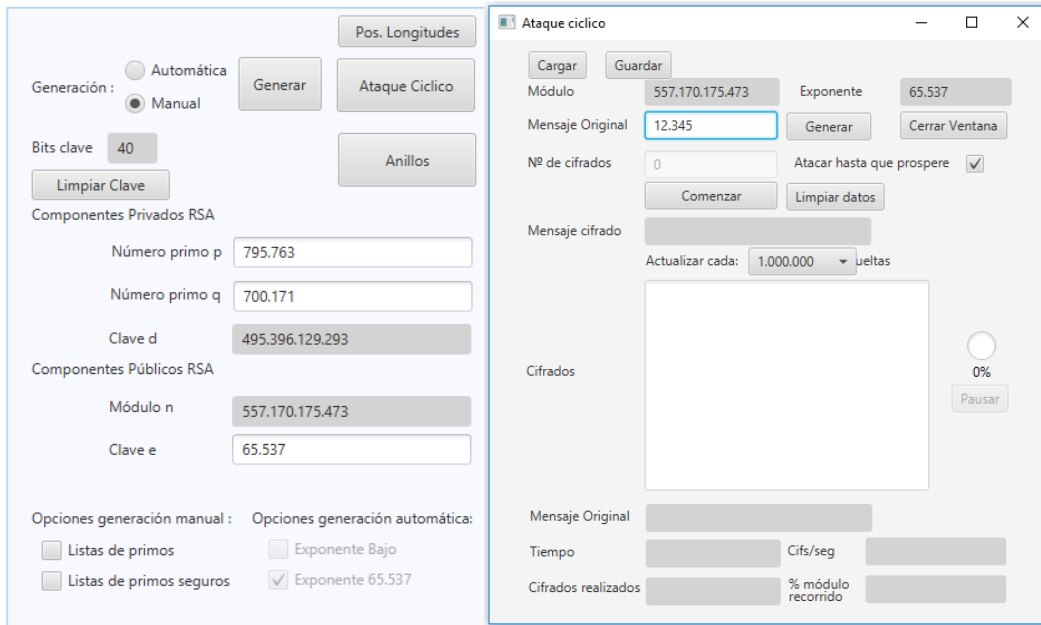 Pos. Longitudes
Generación :
Automática
Manual
Generar
Ataque Ciclico
Bits clave
40
Anillos
Limpiar Clave
Componentes Privados RSA
Número primo p
795.763
Número primo q
700.171
Clave d
495.396.129.293
Componentes Públicos RSA
Módulo n
557.170.175.473
Clave e
65.537
Opciones generación manual :
Opciones generación automática:
Listas de primos
Exponente Bajo
Listas de primos seguros
Exponente 65.537
Ataque ciclico
Cargar
Guardar
Módulo
557.170.175.473
Exponente
65.537
Mensaje Original
12.345
Generar
Cerrar Ventana
Nº de cifrados
0
Atacar hasta que prospere
Comenzar
Limpiar datos
Mensaje cifrado
Actualizar cada:
1.000.000
ueltas
Cifrados
0%
Pausar
Mensaje Original
Tiempo
Cifs/seg
Cifrados realizados
% módulo
recorrido